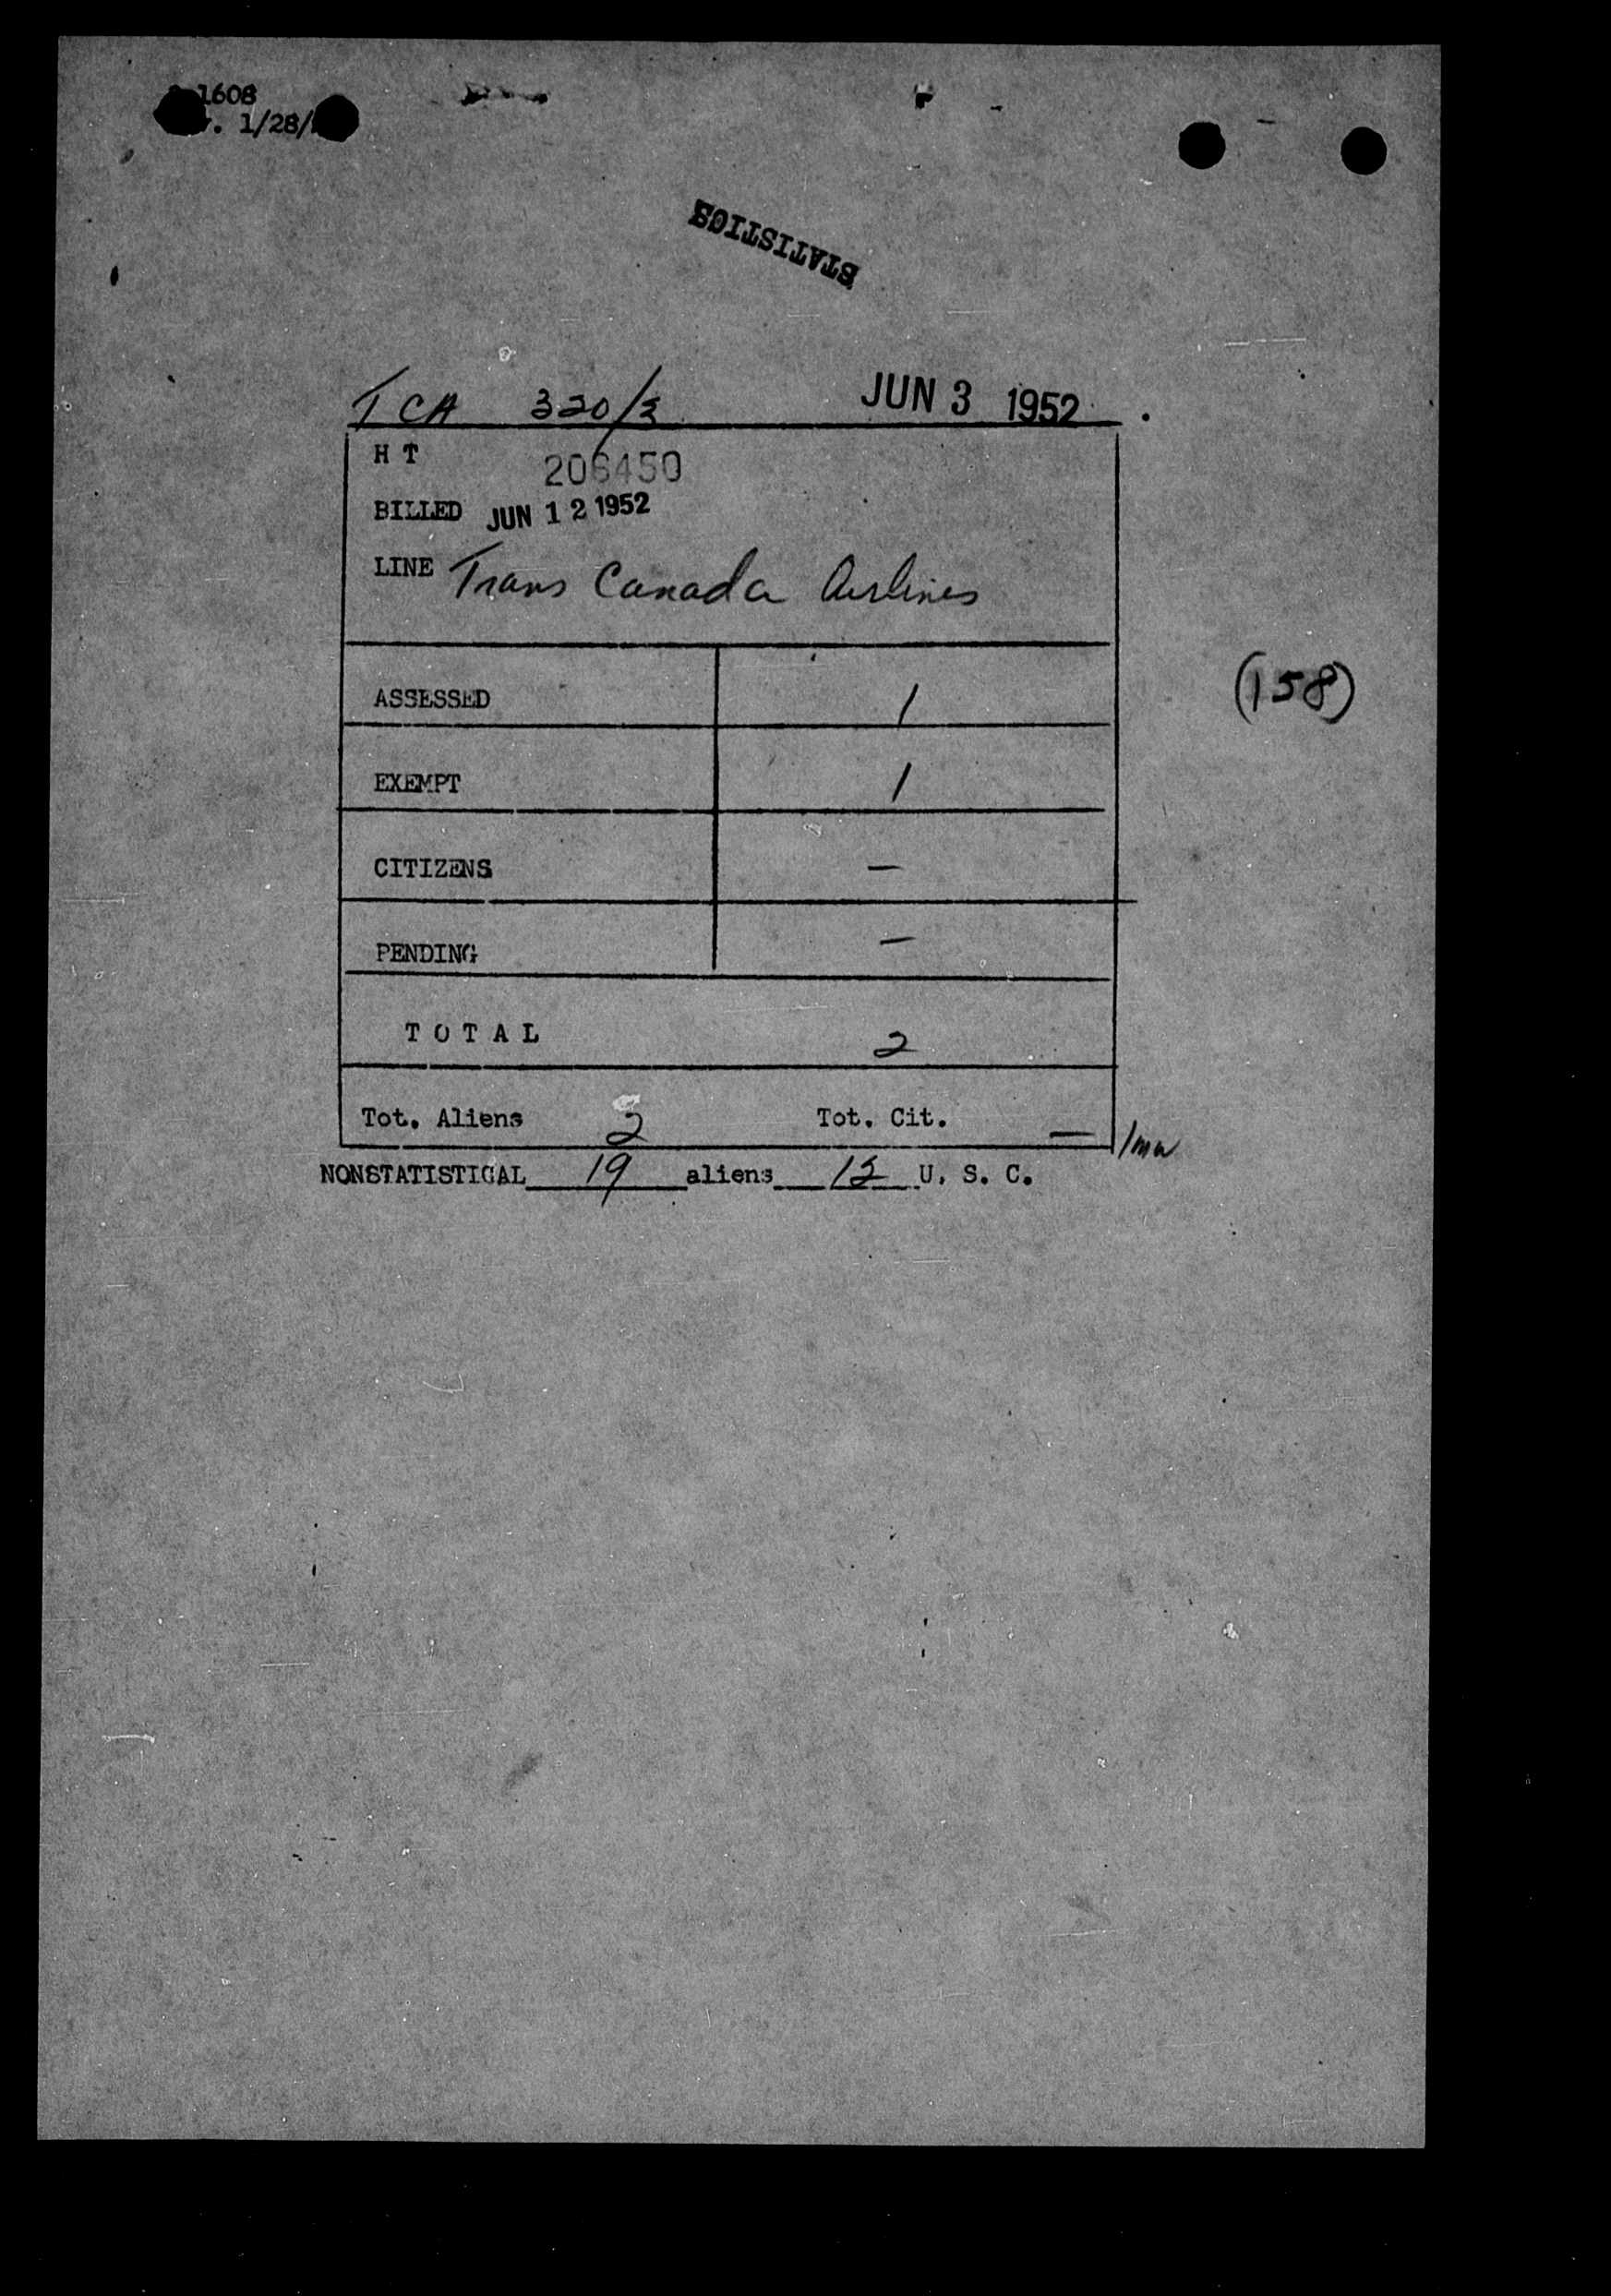 1608
. 1/28/
STATISTICS
TCA 320/3 JUN 3 1952
H T 206450
BILLED JUN 12 1952
LINE Trans Canada Airlines
ASSESSED 1
(158)
EXEMPT 1
CITIZENS —
PENDING —
TOTAL 2
Tot. Aliens 2 Tot. Cit. —
NONSTATISTICAL 19 aliens U. S. C.